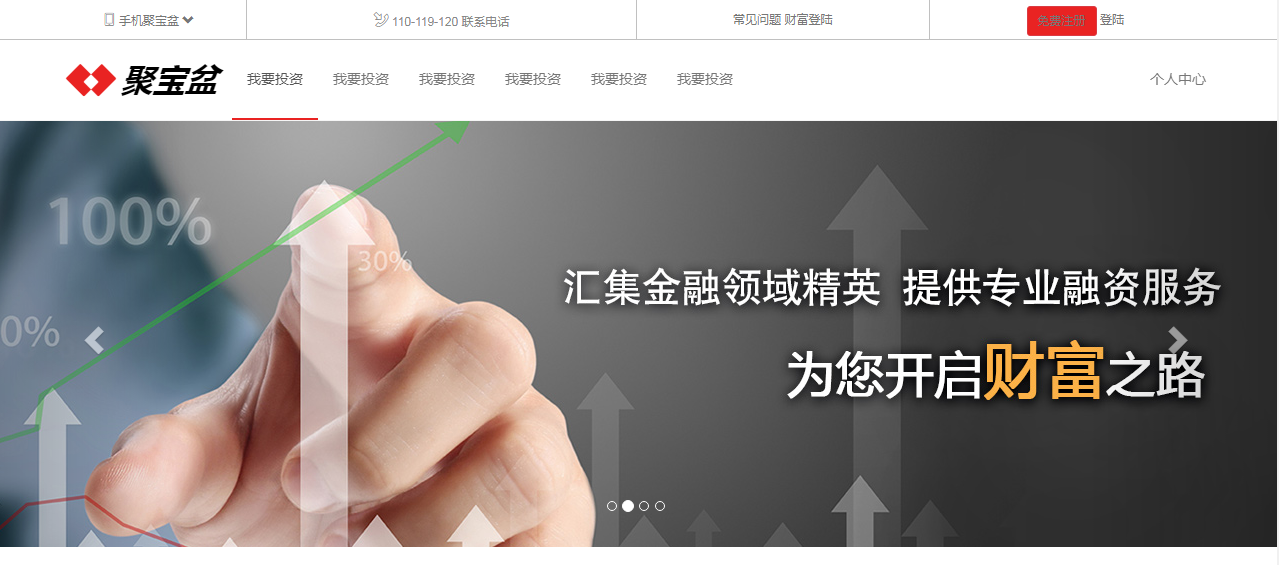 手机聚宝盆 110-119-120 联系电话 常见问题 财富登陆 免费注册 登陆
聚宝盆 我要投资 我要投资 我要投资 我要投资 我要投资 我要投资 个人中心
100%
30%
汇集金融领域精英 提供专业融资服务
0%
为您开启财富之路